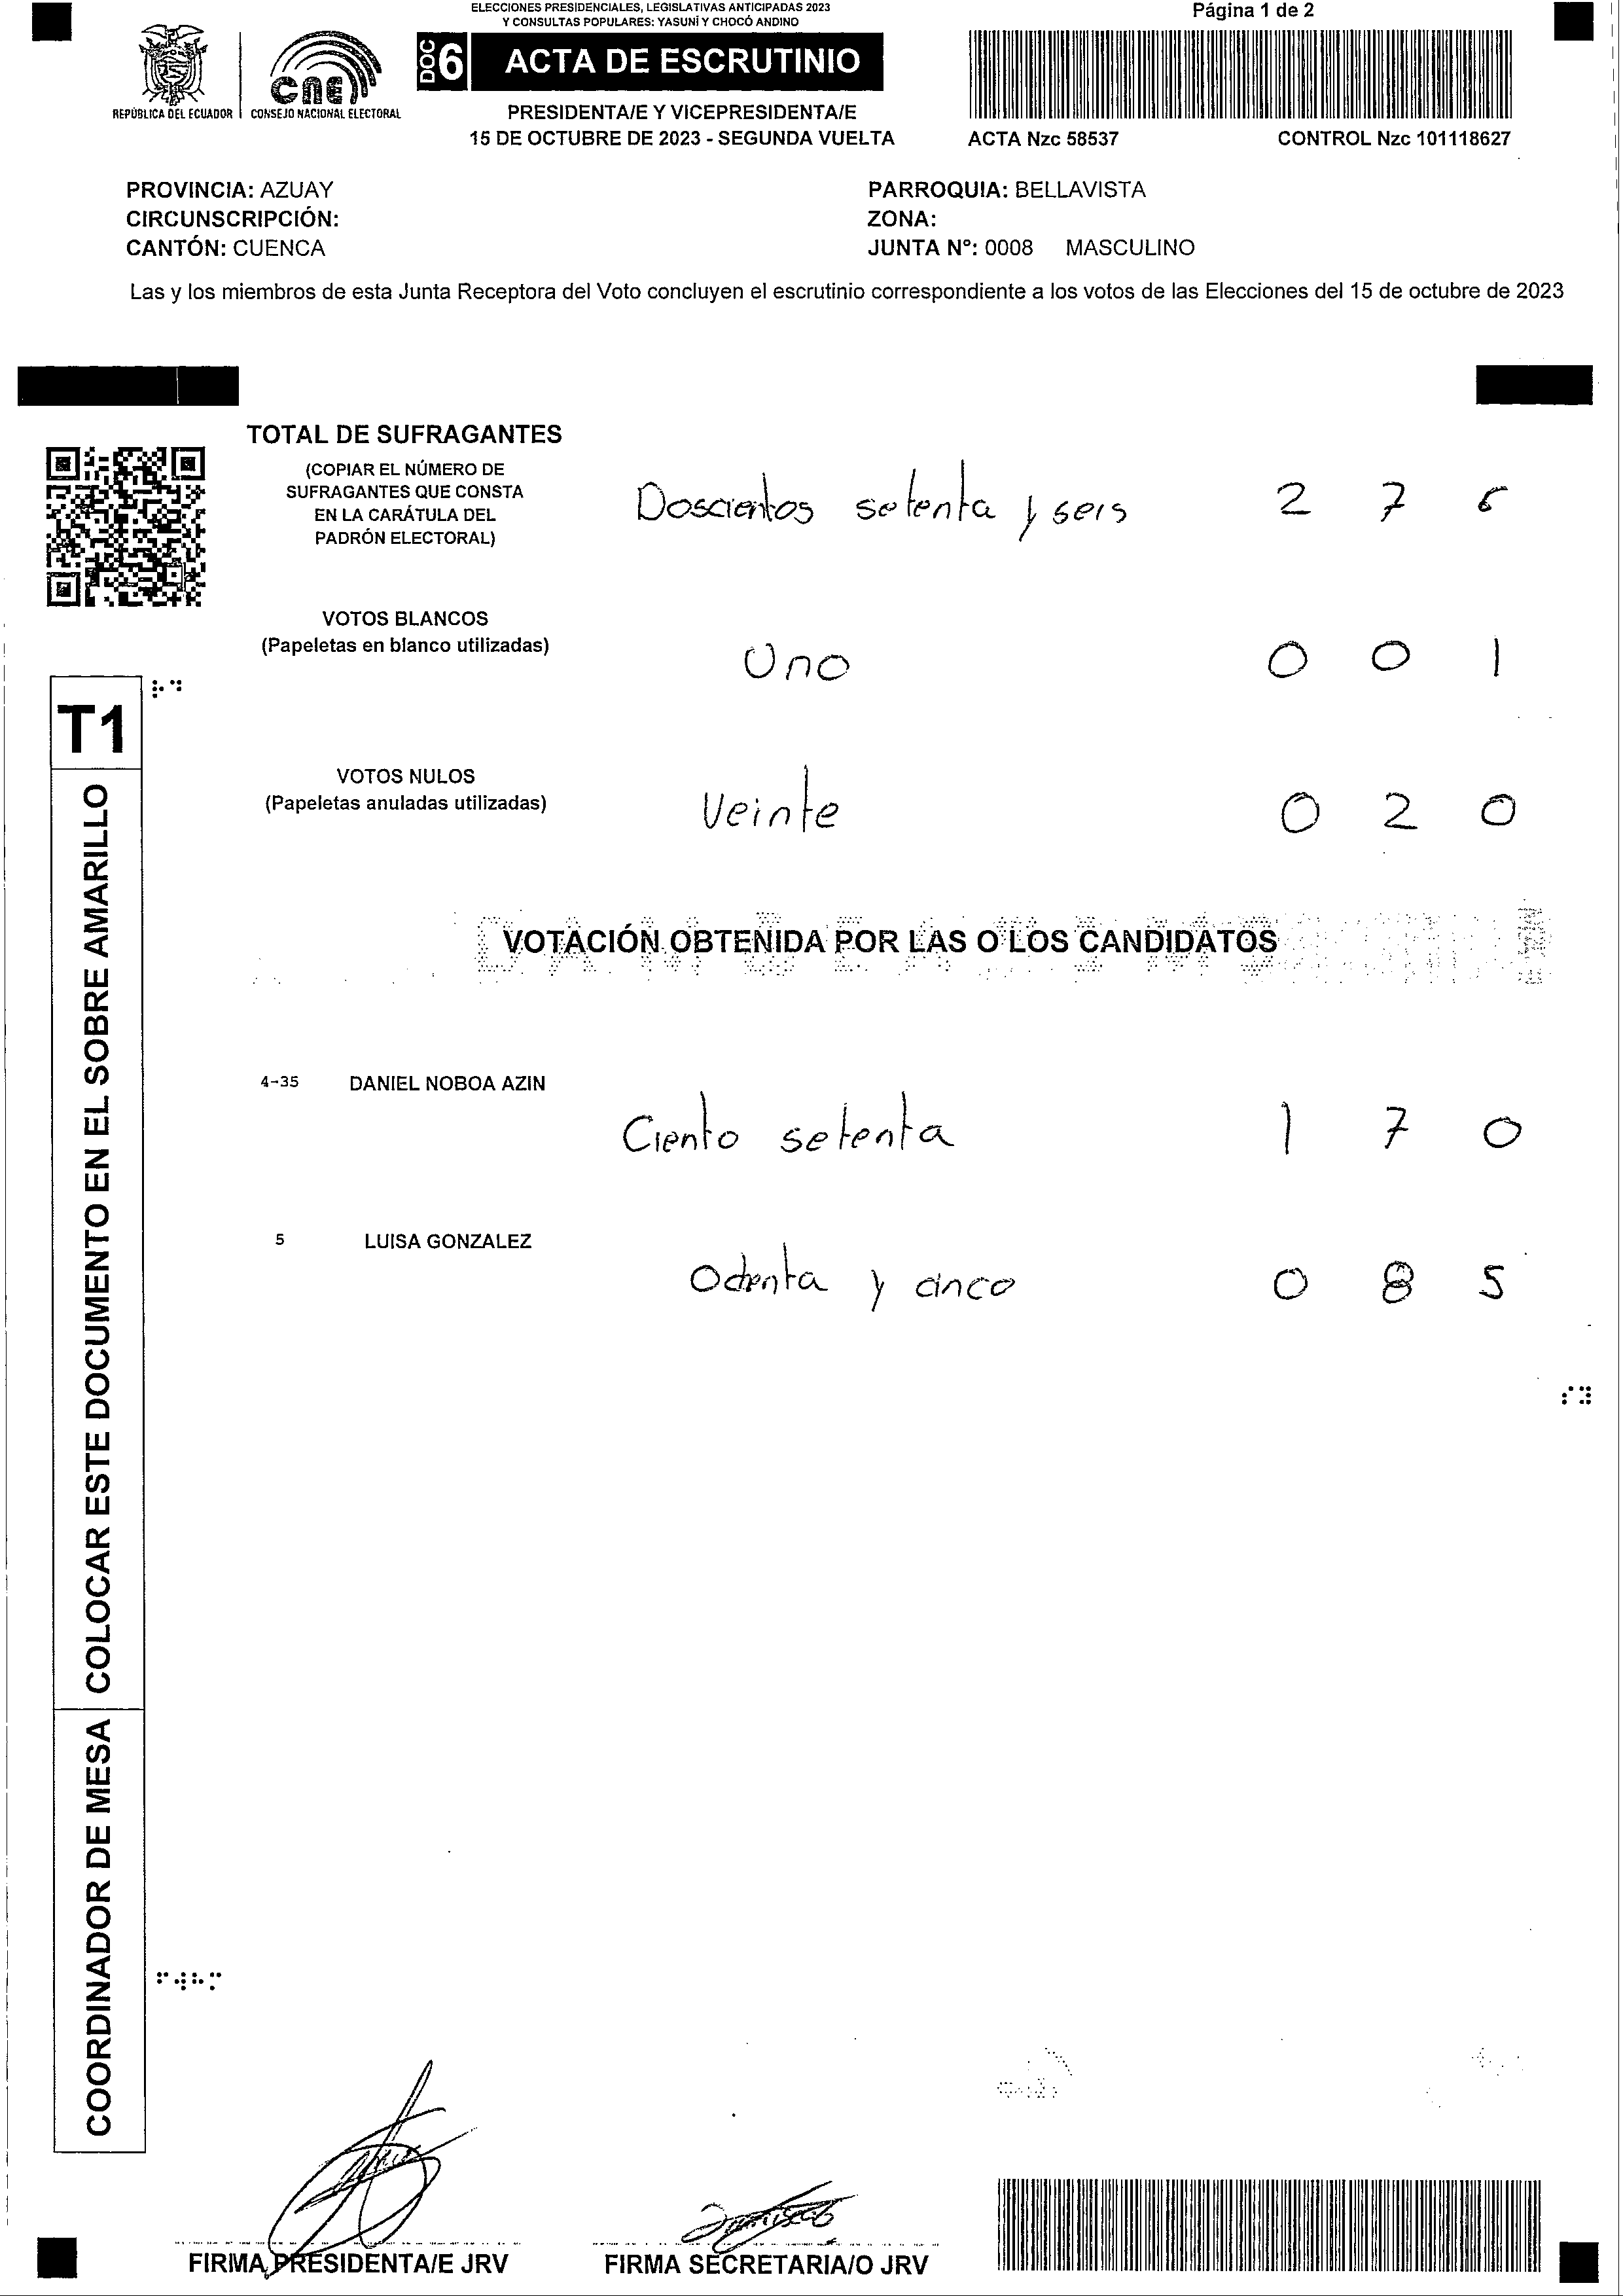 ELECCIONES PRESIDENCIALES, LEGISLATIVAS ANTICIPADAS 2023
Y CONSULTAS POPULARES: YASUNÍ Y CHOCÓ ANDINO
Página 1 de 2
DOC 6 ACTA DE ESCRUTINIO
REPÚBLICA DEL ECUADOR
cne
CONSEJO NACIONAL ELECTORAL
PRESIDENTA/E Y VICEPRESIDENTA/E
15 DE OCTUBRE DE 2023 - SEGUNDA VUELTA
ACTA Nzc 58537 CONTROL Nzc 101118627
PROVINCIA: AZUAY
CIRCUNSCRIPCIÓN:
CANTÓN: CUENCA
PARROQUIA: BELLAVISTA
ZONA:
JUNTA Nº: 0008 MASCULINO
Las y los miembros de esta Junta Receptora del Voto concluyen el escrutinio correspondiente a los votos de las Elecciones del 15 de octubre de 2023
TOTAL DE SUFRAGANTES
(COPIAR EL NÚMERO DE
SUFRAGANTES QUE CONSTA
EN LA CARÁTULA DEL
PADRÓN ELECTORAL)
Doscientos setenta y seis 2 7 6
VOTOS BLANCOS
(Papeletas en blanco utilizadas)
Uno 0 0 1
VOTOS NULOS
(Papeletas anuladas utilizadas)
Veinte 0 2 0
VOTACIÓN OBTENIDA POR LAS O LOS CANDIDATOS
4-35 DANIEL NOBOA AZIN
Ciento setenta 1 7 0
5 LUISA GONZALEZ
Ochenta y cinco 0 8 5
T1
COLOCAR ESTE DOCUMENTO EN EL SOBRE AMARILLO
COORDINADOR DE MESA
FIRMA PRESIDENTA/E JRV
FIRMA SECRETARIA/O JRV